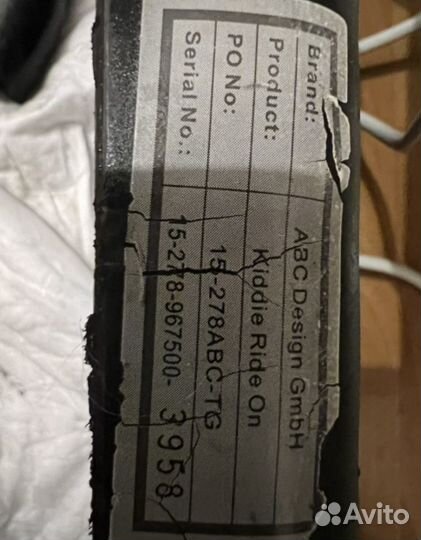 Brand: ABC Design GmbH
Product: Kiddie Ride On
PO No: 15-278ABC-TG
Serial No.: 15-278-967500- 3958
Avito